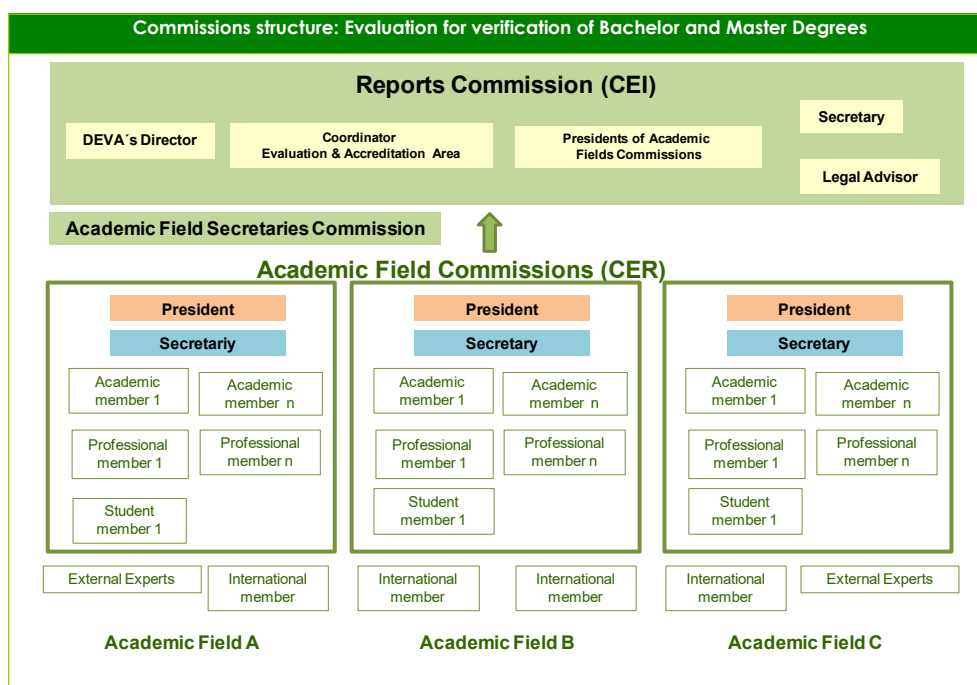 Commissions structure: Evaluation for verification of Bachelor and Master Degrees
Reports Commission (CEI)
DEVA´s Director
Coordinator
Evaluation & Accreditation Area
Presidents of Academic
Fields Commissions
Secretary
Legal Advisor
Academic Field Secretaries Commission
Academic Field Commissions (CER)
President
Secretariy
Academic
member 1
Academic
member n
Professional
member 1
Professional
member n
Student
member 1
President
Secretary
Academic
member 1
Academic
member n
Professional
member 1
Professional
member n
Student
member 1
President
Secretary
Academic
member 1
Academic
member n
Professional
member 1
Professional
member n
Student
member 1
External Experts
International
member
International
member
International
member
International
member
External Experts
Academic Field A
Academic Field B
Academic Field C